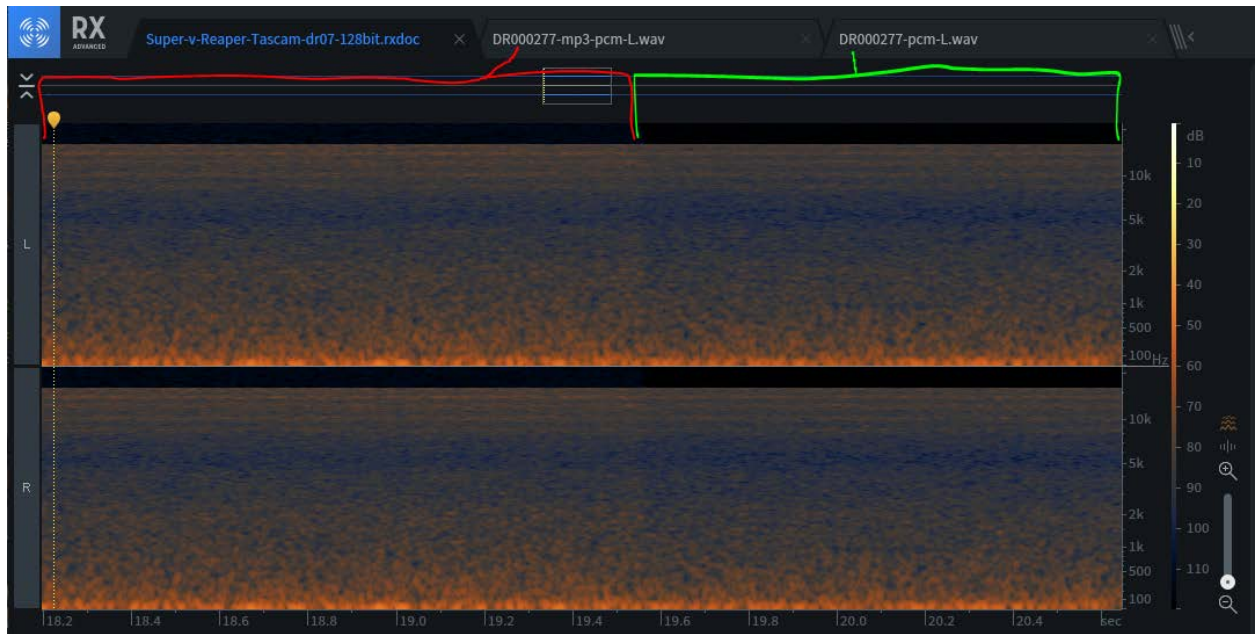 RX
ADVANCED
Super-v-Reaper-Tascam-dr07-128bit.rxdoc
DR000277-mp3-pcm-L.wav
DR000277-pcm-L.wav
dB
10
20
30
40
50
60
70
80
90
100
110
L
10k
5k
2k
1k
500
100 Hz
R
10k
5k
2k
1k
500
100
18.2 18.4 18.6 18.8 19.0 19.2 19.4 19.6 19.8 20.0 20.2 20.4 sec